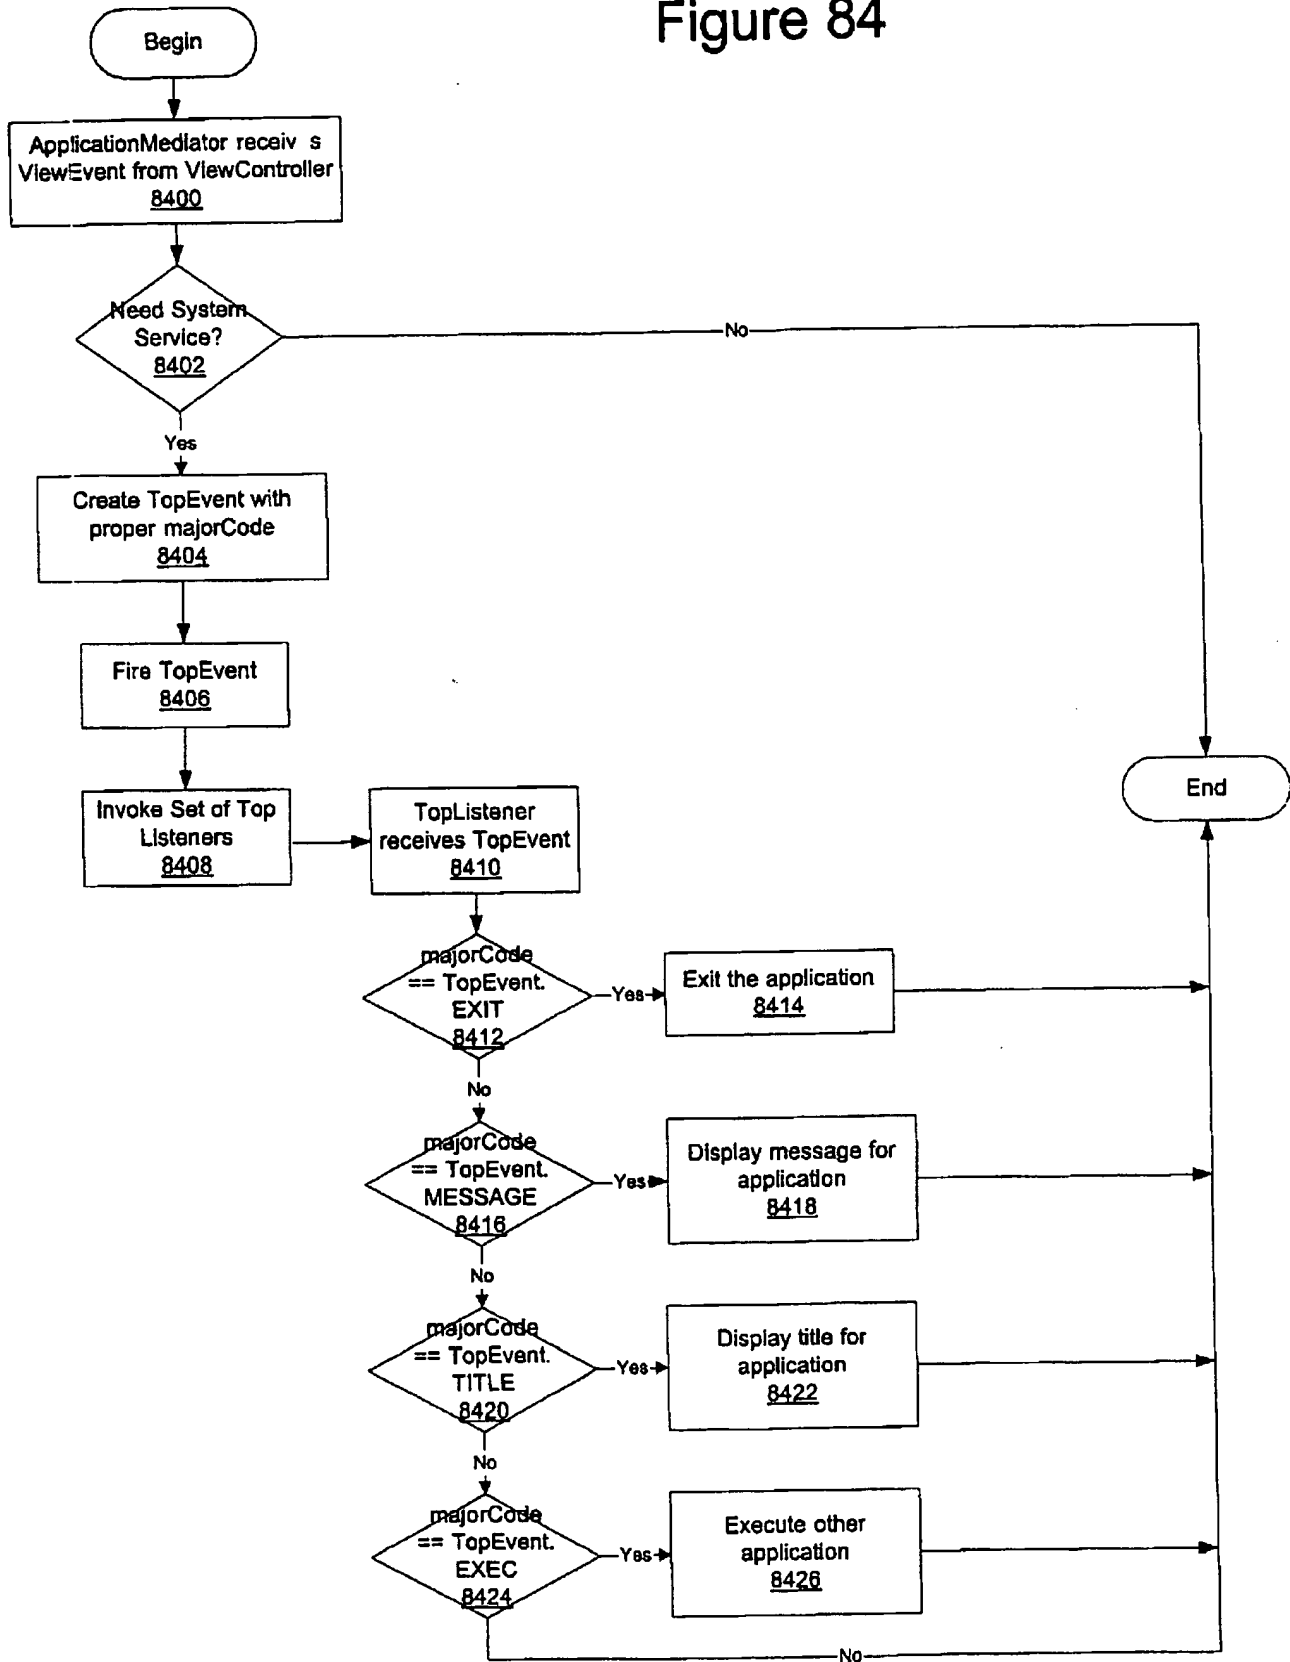 Figure 84
Begin
ApplicationMediator receiv s
ViewEvent from ViewController
8400
Need System
Service?
8402
No
Yes
Create TopEvent with
proper majorCode
8404
Fire TopEvent
8406
Invoke Set of Top
Listeners
8408
TopListener
receives TopEvent
8410
End
majorCode
== TopEvent.
EXIT
8412
Yes
Exit the application
8414
No
majorCode
== TopEvent.
MESSAGE
8416
Yes
Display message for
application
8418
No
majorCode
== TopEvent.
TITLE
8420
Yes
Display title for
application
8422
No
majorCode
== TopEvent.
EXEC
8424
Yes
Execute other
application
8426
No